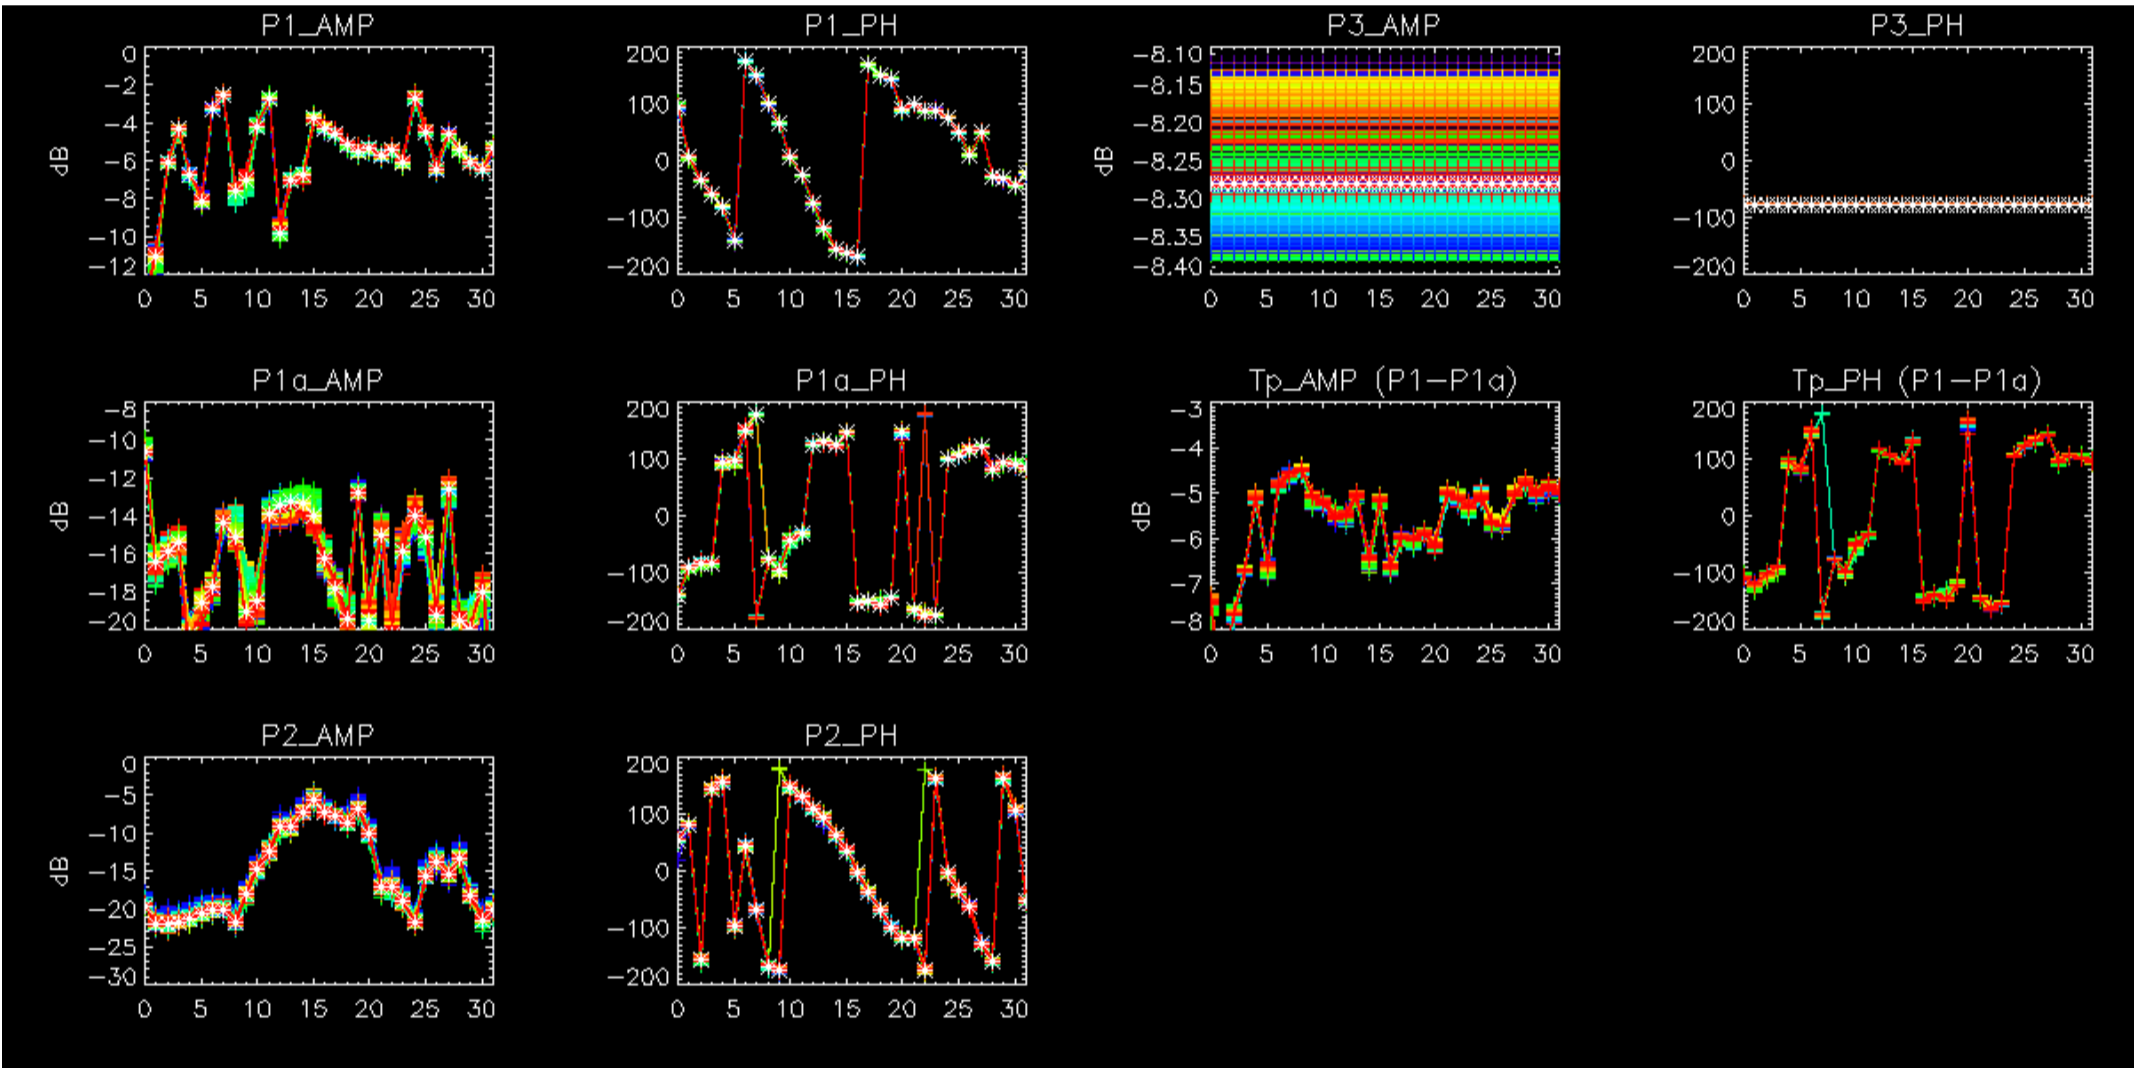 P1_AMP
0
−2
−4
−6
−8
−10
−12
dB
0 5 10 15 20 25 30
P1_PH
200
100
0
−100
−200
0 5 10 15 20 25 30
P3_AMP
−8.10
−8.15
−8.20
−8.25
−8.30
−8.35
−8.40
dB
0 5 10 15 20 25 30
P3_PH
200
100
0
−100
−200
0 5 10 15 20 25 30
P1a_AMP
−8
−10
−12
−14
−16
−18
−20
dB
0 5 10 15 20 25 30
P1a_PH
200
100
0
−100
−200
0 5 10 15 20 25 30
Tp_AMP (P1−P1a)
−3
−4
−5
−6
−7
−8
dB
0 5 10 15 20 25 30
Tp_PH (P1−P1a)
200
100
0
−100
−200
0 5 10 15 20 25 30
P2_AMP
0
−5
−10
−15
−20
−25
−30
dB
0 5 10 15 20 25 30
P2_PH
200
100
0
−100
−200
0 5 10 15 20 25 30